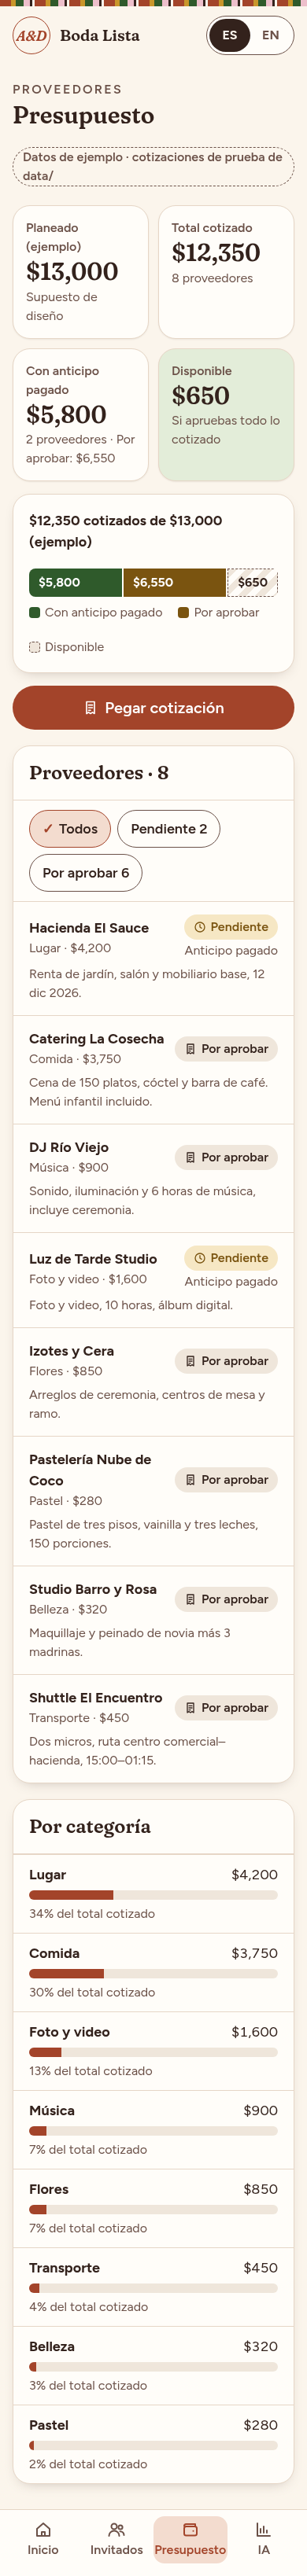 A&D Boda Lista ES EN
PROVEEDORES
Presupuesto
Datos de ejemplo · cotizaciones de prueba de
data/
Planeado
(ejemplo)
$13,000
Supuesto de
diseño
Total cotizado
$12,350
8 proveedores
Con anticipo
pagado
$5,800
2 proveedores · Por
aprobar: $6,550
Disponible
$650
Si apruebas todo lo
cotizado
$12,350 cotizados de $13,000
(ejemplo)
$5,800 $6,550 $650
Con anticipo pagado Por aprobar
Disponible
Pegar cotización
Proveedores · 8
✓ Todos Pendiente 2
Por aprobar 6
Hacienda El Sauce Pendiente
Lugar · $4,200 Anticipo pagado
Renta de jardín, salón y mobiliario base, 12
dic 2026.
Catering La Cosecha Por aprobar
Comida · $3,750
Cena de 150 platos, cóctel y barra de café.
Menú infantil incluido.
DJ Río Viejo Por aprobar
Música · $900
Sonido, iluminación y 6 horas de música,
incluye ceremonia.
Luz de Tarde Studio Pendiente
Foto y video · $1,600 Anticipo pagado
Foto y video, 10 horas, álbum digital.
Izotes y Cera Por aprobar
Flores · $850
Arreglos de ceremonia, centros de mesa y
ramo.
Pastelería Nube de
Coco Por aprobar
Pastel · $280
Pastel de tres pisos, vainilla y tres leches,
150 porciones.
Studio Barro y Rosa Por aprobar
Belleza · $320
Maquillaje y peinado de novia más 3
madrinas.
Shuttle El Encuentro Por aprobar
Transporte · $450
Dos micros, ruta centro comercial–
hacienda, 15:00–01:15.
Por categoría
Lugar $4,200
34% del total cotizado
Comida $3,750
30% del total cotizado
Foto y video $1,600
13% del total cotizado
Música $900
7% del total cotizado
Flores $850
7% del total cotizado
Transporte $450
4% del total cotizado
Belleza $320
3% del total cotizado
Pastel $280
2% del total cotizado
Inicio Invitados Presupuesto IA